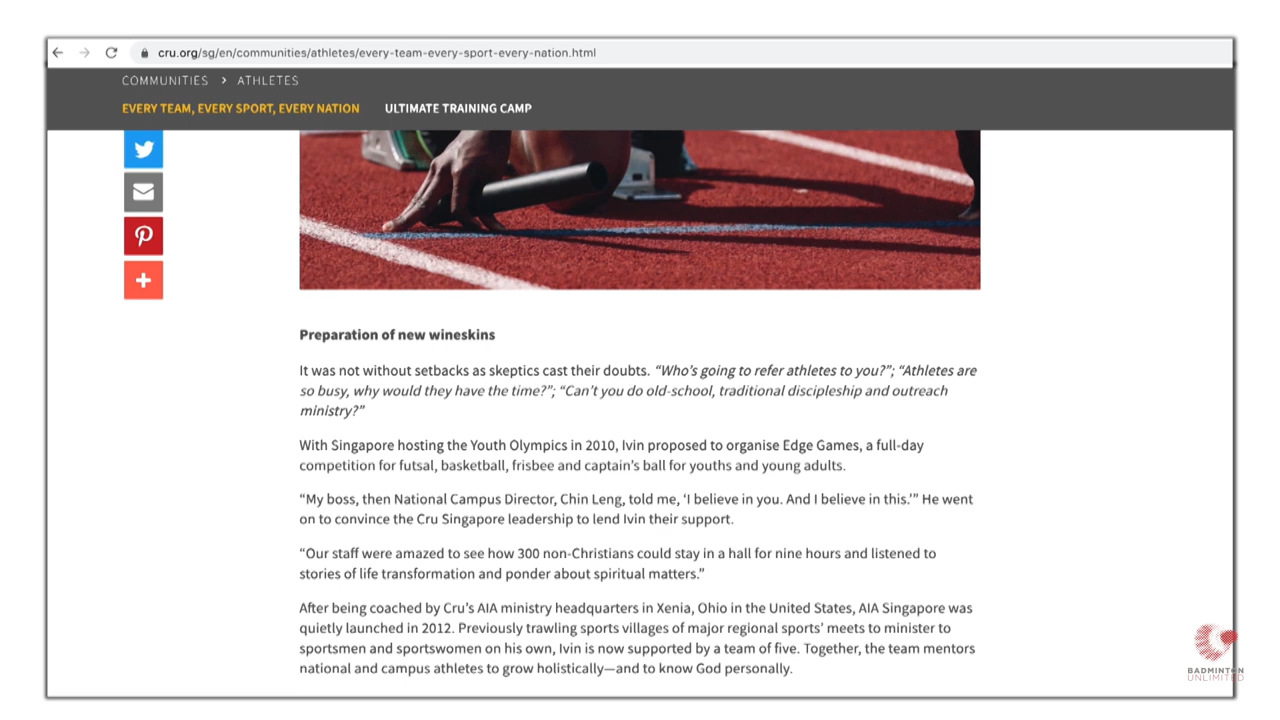 cru.org/sg/en/communities/athletes/every-team-every-sport-every-nation.html
COMMUNITIES > ATHLETES
EVERY TEAM, EVERY SPORT, EVERY NATION ULTIMATE TRAINING CAMP
Preparation of new wineskins
It was not without setbacks as skeptics cast their doubts. “Who’s going to refer athletes to you?”; “Athletes are
so busy, why would they have the time?”; “Can’t you do old-school, traditional discipleship and outreach
ministry?”
With Singapore hosting the Youth Olympics in 2010, Ivin proposed to organise Edge Games, a full-day
competition for futsal, basketball, frisbee and captain’s ball for youths and young adults.
“My boss, then National Campus Director, Chin Leng, told me, ‘I believe in you. And I believe in this.’” He went
on to convince the Cru Singapore leadership to lend Ivin their support.
“Our staff were amazed to see how 300 non-Christians could stay in a hall for nine hours and listened to
stories of life transformation and ponder about spiritual matters.”
After being coached by Cru’s AIA ministry headquarters in Xenia, Ohio in the United States, AIA Singapore was
quietly launched in 2012. Previously trawling sports villages of major regional sports’ meets to minister to
sportsmen and sportswomen on his own, Ivin is now supported by a team of five. Together, the team mentors
national and campus athletes to grow holistically—and to know God personally.
BADMINTON
UNLIMITED